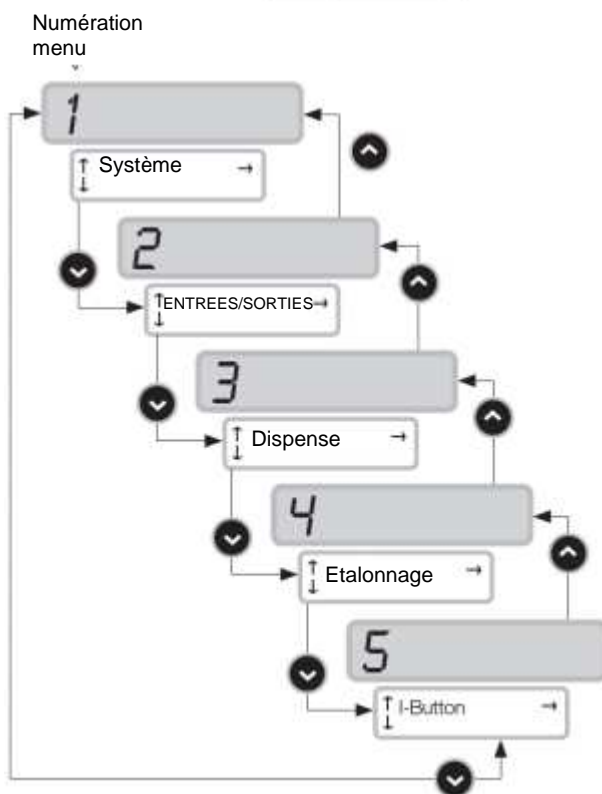 Numération
menu
1
↑↓ Système →
2
↑↓ ENTREES/SORTIES→
3
↑↓ Dispense →
4
↑↓ Etalonnage →
5
↑↓ I-Button →